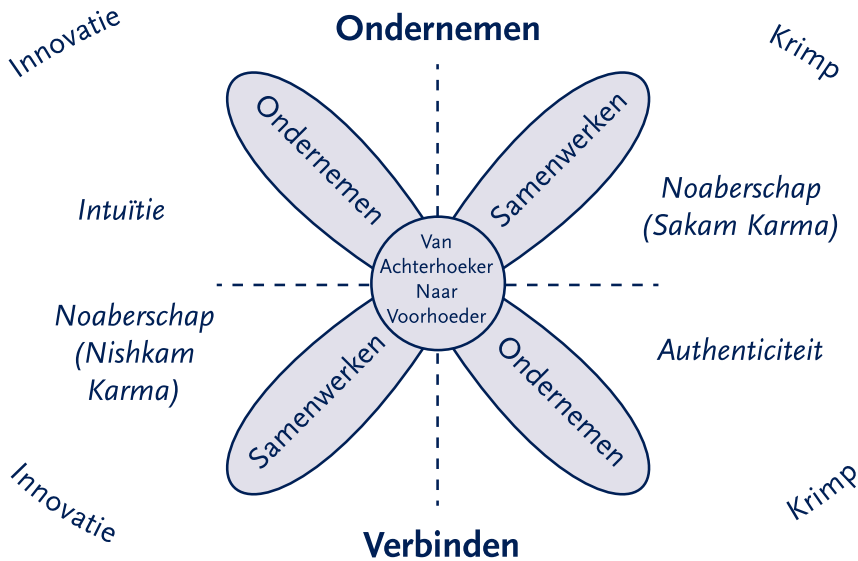 Innovatie
Ondernemen
Krimp
Ondernemen
Samenwerken
Intuïtie
Noaberschap
(Sakam Karma)
Van
Achterhoeker
Naar
Voorhoeder
Noaberschap
(Nishkam
Karma)
Authenticiteit
Samenwerken
Ondernemen
Innovatie
Krimp
Verbinden